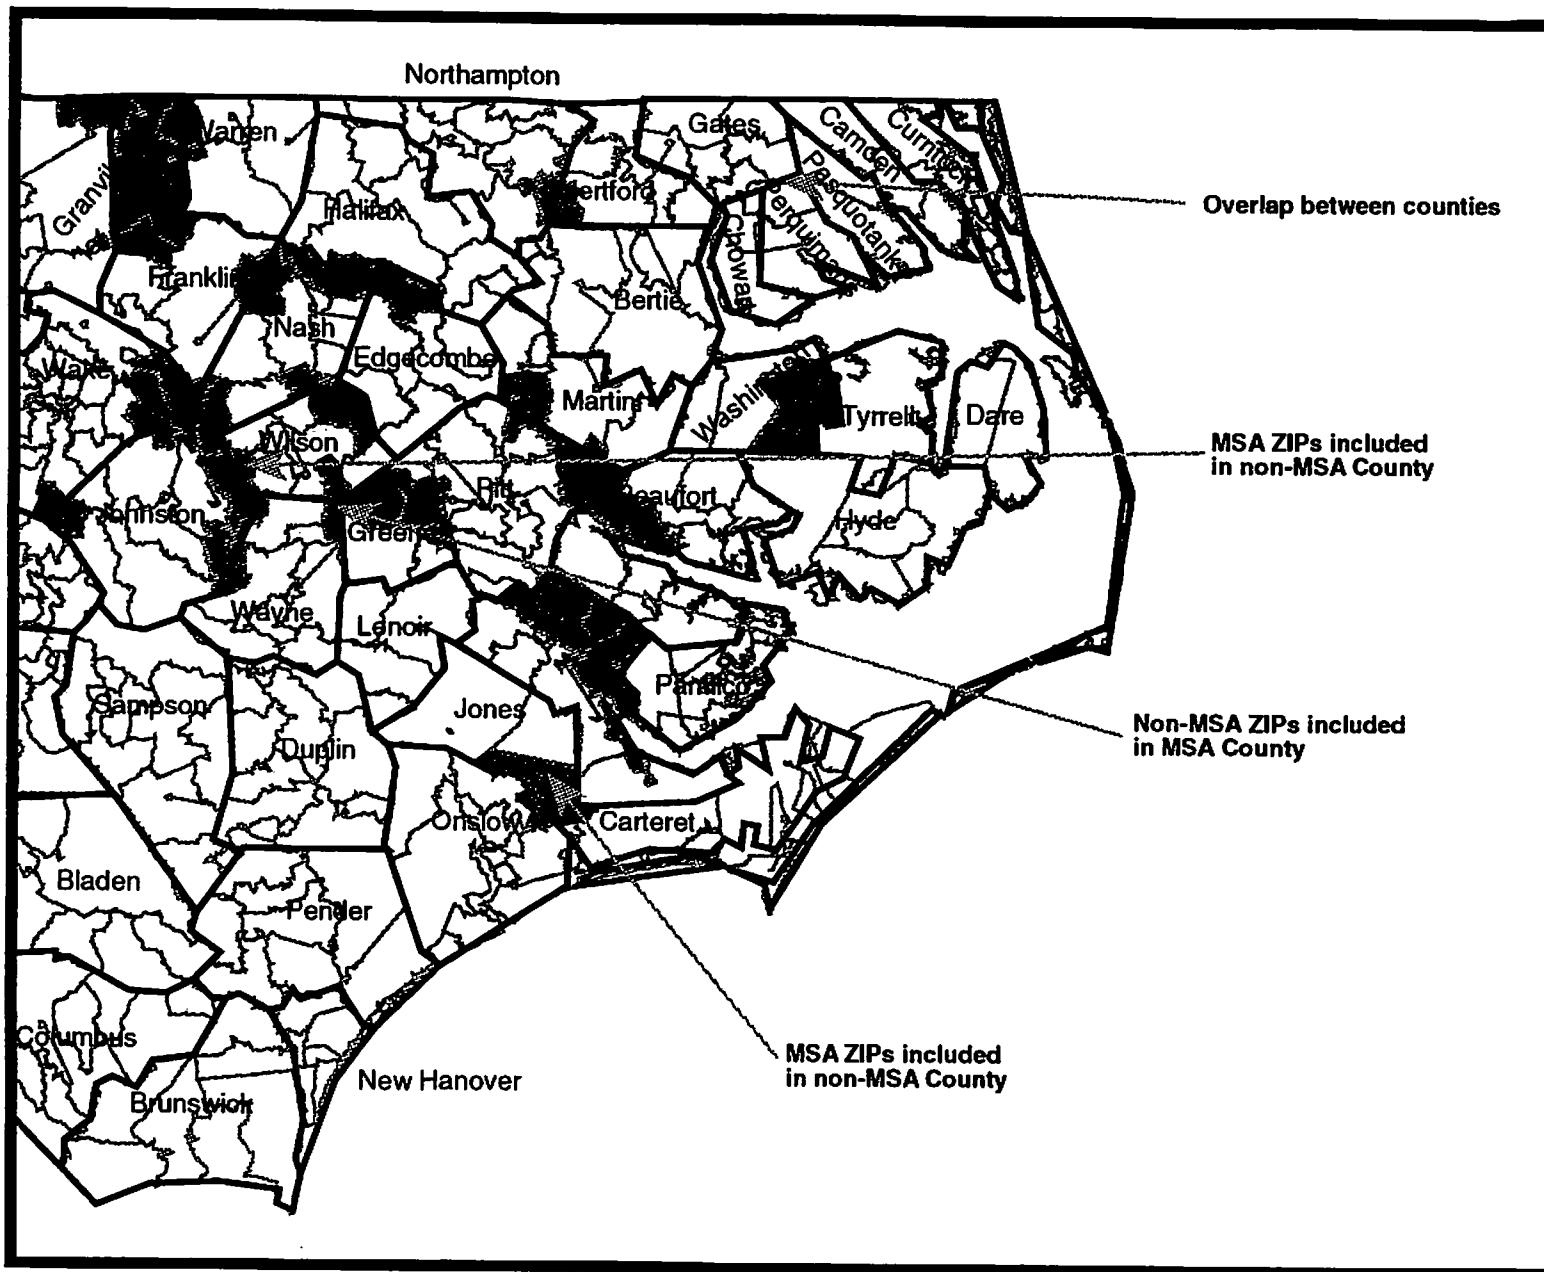 Northampton
Warren
Gates
Camden
Currituck
Granvil
Halifax
Hertford
Pasquotank
Perquiman
Chowan
Overlap between counties
Franklin
Nash
Bertie
Wake
Edgecombe
Martin
Washington
Tyrrell
Dare
Wilson
MSA ZIPs included
in non-MSA County
Johnston
Pitt
Beaufort
Hyde
Green
Wayne
Lenoir
Sampson
Jones
Pamlico
Duplin
Non-MSA ZIPs included
in MSA County
Onslow
Carteret
Bladen
Pender
Columbus
MSA ZIPs included
in non-MSA County
New Hanover
Brunswick